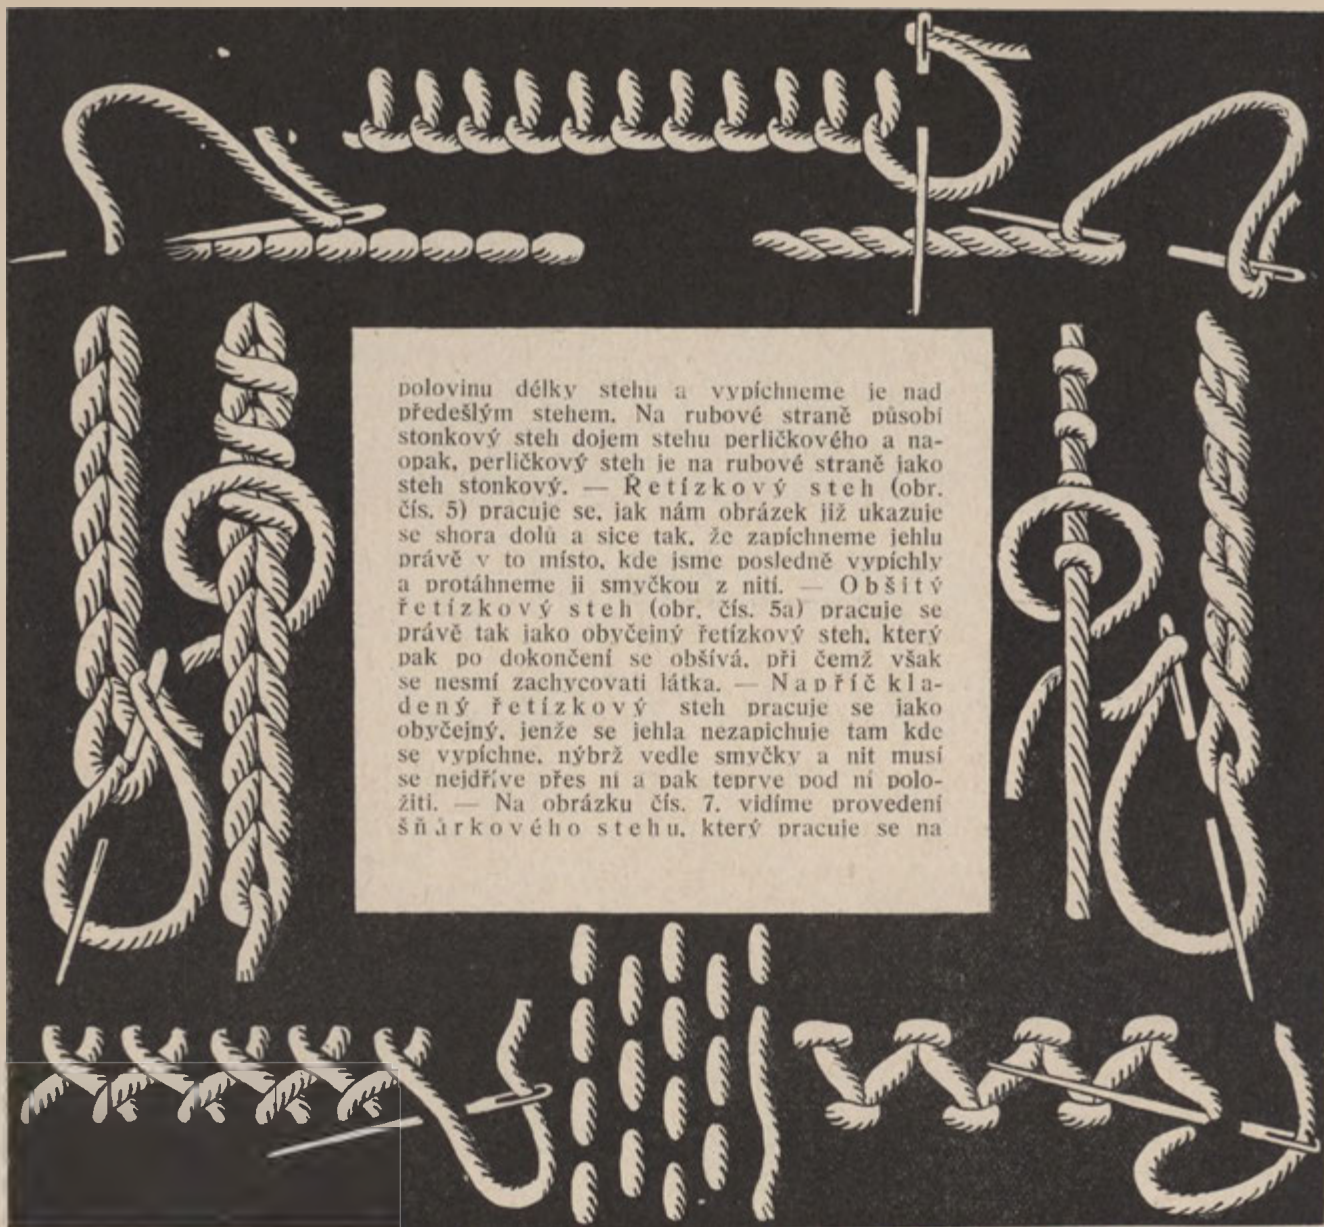 polovinu délky stehu a vypíchneme je nad
předešlým stehem. Na rubové straně působí
stonkový steh dojem stehu perličkového a na-
opak, perličkový steh je na rubové straně jako
steh stonkový. — Řetízkový steh (obr.
čís. 5) pracuje se, jak nám obrázek již ukazuje
se shora dolů a sice tak, že zapíchneme jehlu
právě v to místo, kde jsme posledně vypíchly
a protáhneme ji smyčkou z nití. — Obšitý
řetízkový steh (obr. čís. 5a) pracuje se
právě tak jako obyčejný řetízkový steh, který
pak po dokončení se obšívá, při čemž však
se nesmí zachycovati látka. — Napříč kla-
dený řetízkový steh pracuje se jako
obyčejný, jenže se jehla nezapichuje tam kde
se vypíchne, nýbrž vedle smyčky a nit musí
se nejdříve přes ni a pak teprve pod ní polo-
žiti. — Na obrázku čís. 7. vidíme provedení
šňůrkového stehu, který pracuje se na